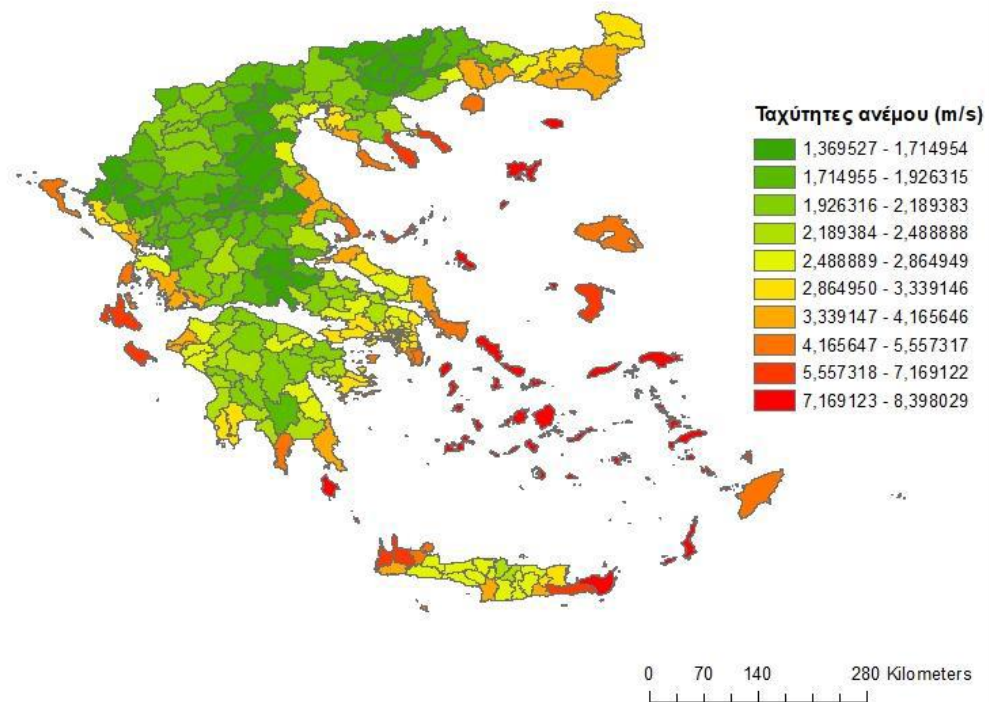 Ταχύτητες ανέμου (m/s)
1,369527 - 1,714954
1,714955 - 1,926315
1,926316 - 2,189383
2,189384 - 2,488888
2,488889 - 2,864949
2,864950 - 3,339146
3,339147 - 4,165646
4,165647 - 5,557317
5,557318 - 7,169122
7,169123 - 8,398029
0 70 140 280 Kilometers